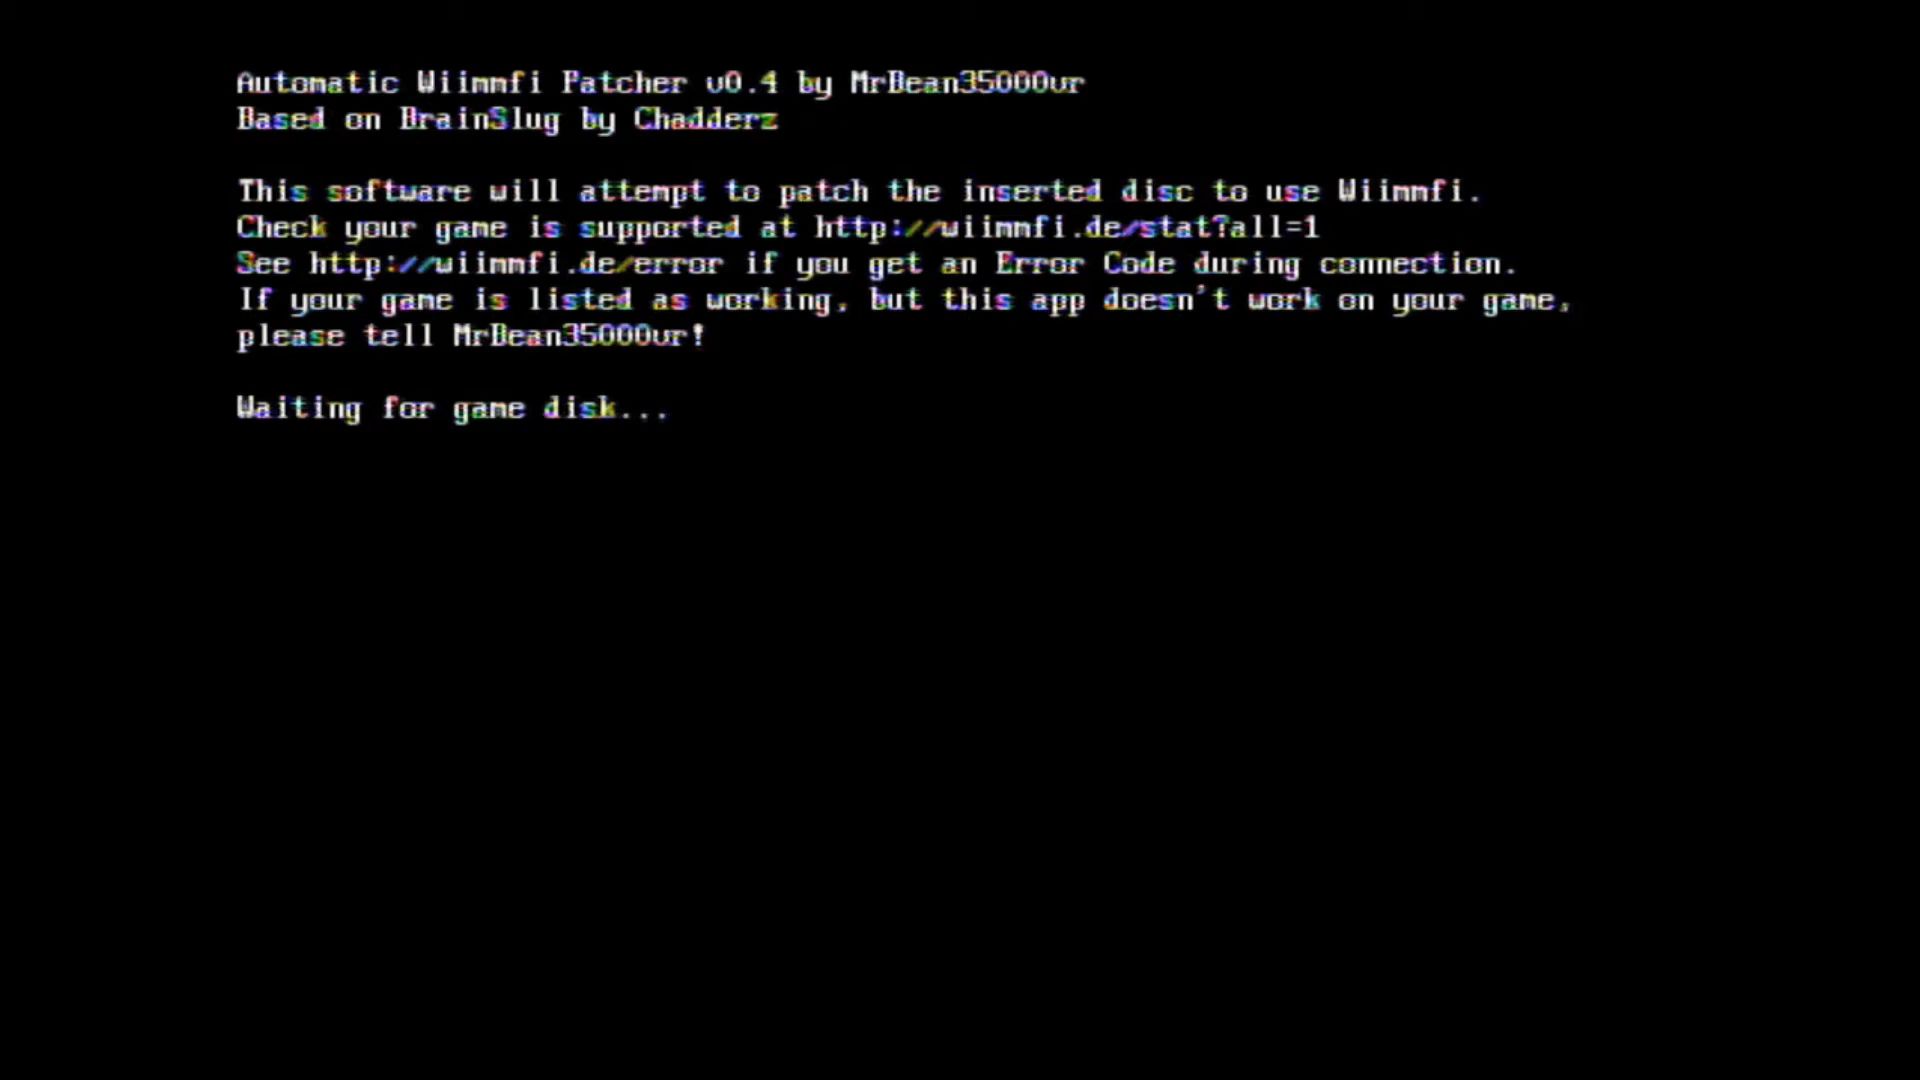 Automatic Wiimmfi Patcher v0.4 by MrBean35000vr
Based on BrainSlug by Chadderz
This software will attempt to patch the inserted disc to use Wiimmfi.
Check your game is supported at http://wiimmfi.de/stat?all=1
See http://wiimmfi.de/error if you get an Error Code during connection.
If your game is listed as working, but this app doesn't work on your game,
please tell MrBean35000vr!
Waiting for game disk...